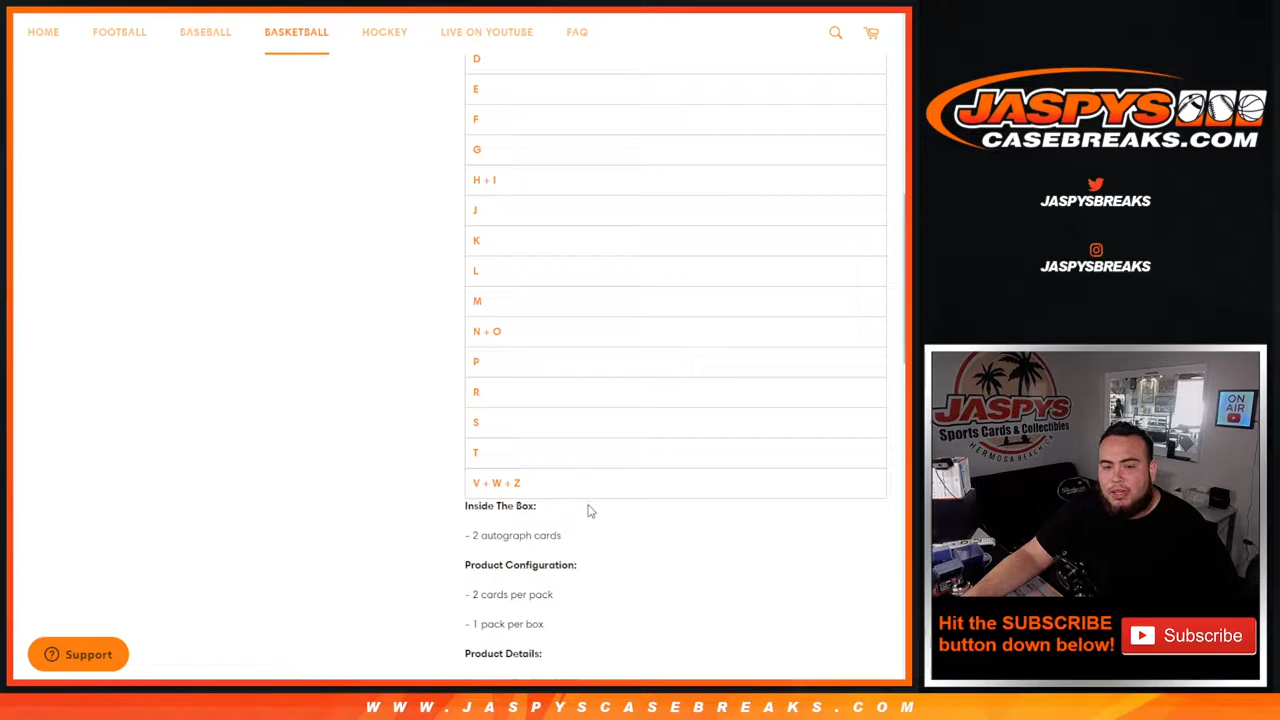 HOME FOOTBALL BASEBALL BASKETBALL HOCKEY LIVE ON YOUTUBE FAQ
D
E
F
G
H + I
J
K
L
M
N + O
P
R
S
T
V + W + Z
Inside The Box:
- 2 autograph cards
Product Configuration:
- 2 cards per pack
- 1 pack per box
Product Details:
Support
JASPYS
CASEBREAKS.COM
JASPYSBREAKS
JASPYSBREAKS
JASPYS
Sports Cards & Collectibles
HERMOSA BEACH, CA
ON
AIR
Hit the SUBSCRIBE
button down below!
Subscribe
WWW.JASPYSCASEBREAKS.COM